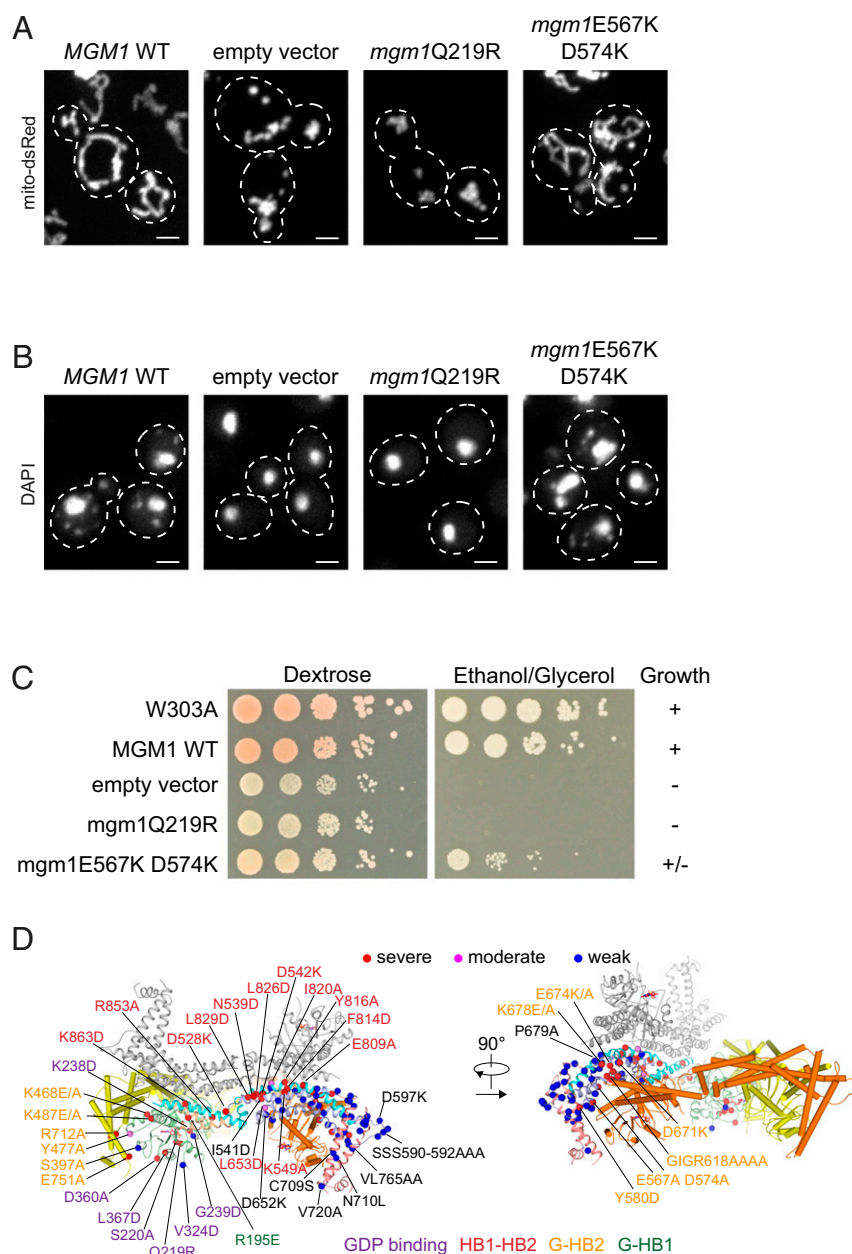 A
MGM1 WT
empty vector
mgm1Q219R
mgm1E567K
D574K
mito-dsRed
B
MGM1 WT
empty vector
mgm1Q219R
mgm1E567K
D574K
DAPI
C
Dextrose
Ethanol/Glycerol
Growth
W303A
+
MGM1 WT
+
empty vector
-
mgm1Q219R
-
mgm1E567K D574K
+/-
D
severe
moderate
weak
D542K
L826D
I820A
N539D
Y816A
R853A
L829D
F814D
K863D
D528K
E809A
K238D
K468E/A
K487E/A
R712A
Y477A
S397A
E751A
D360A
L367D
S220A
Q219R
V324D
G239D
R195E
I541D
L653D
K549A
D652K
C709S
V720A
N710L
VL765AA
SSS590-592AAA
D597K
90°
E674K/A
K678E/A
P679A
D671K
GIGR618AAAA
E567A D574A
Y580D
GDP binding
HB1-HB2
G-HB2
G-HB1